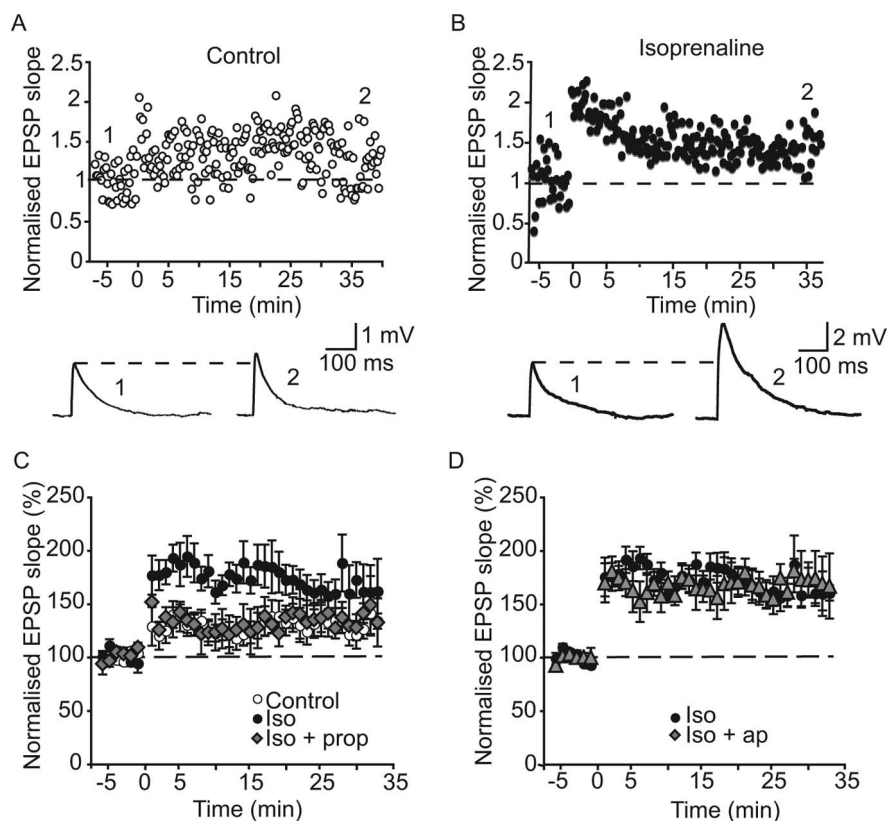 A
Control
Normalised EPSP slope
2.5
2
1.5
1
0.5
0
1
2
-5 0 5 10 15 20 25 35
Time (min)
1 mV
100 ms
1
2
B
Isoprenaline
Normalised EPSP slope
2.5
2
1.5
1
0.5
0
1
2
-5 0 5 15 25 35
Time (min)
2 mV
100 ms
1
2
C
Normalised EPSP slope (%)
250
200
150
100
50
0
Control
Iso
Iso + prop
-5 0 5 15 25 35
Time (min)
D
Normalised EPSP slope (%)
250
200
150
100
50
0
Iso
Iso + ap
-5 0 5 15 25 35
Time (min)